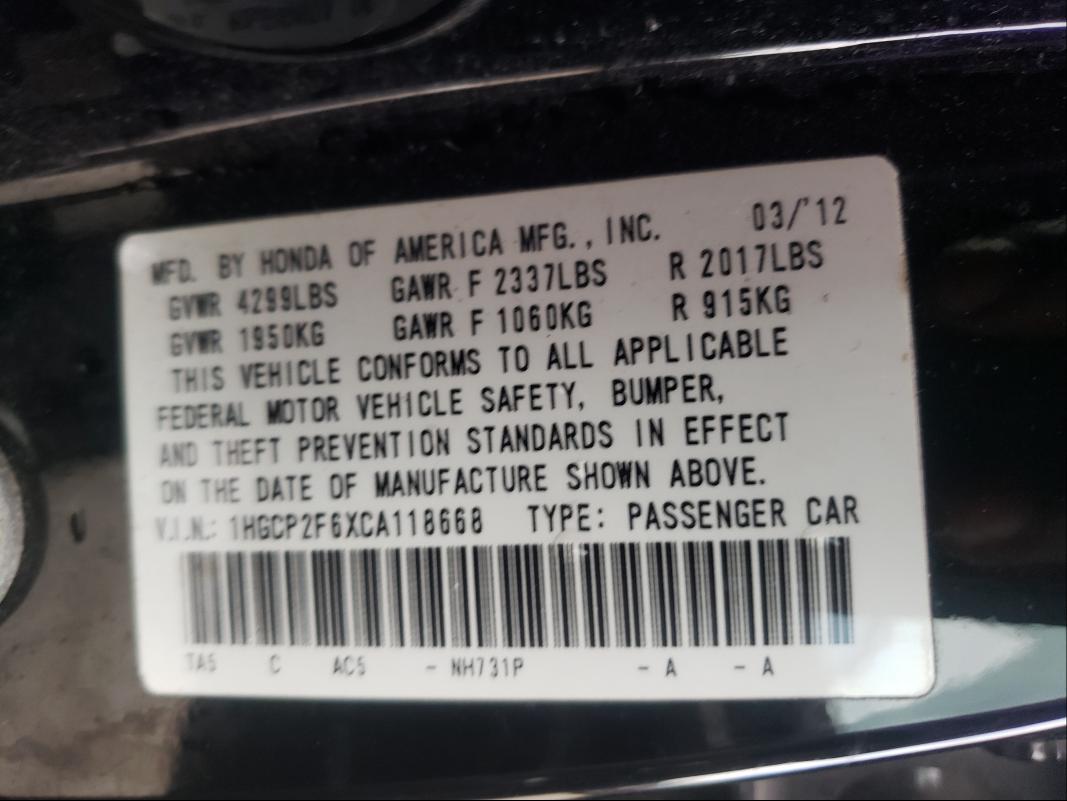 MFD. BY HONDA OF AMERICA MFG., INC. 03/'12
GVWR 4299LBS GAWR F 2337LBS R 2017LBS
GVWR 1950KG GAWR F 1060KG R 915KG
THIS VEHICLE CONFORMS TO ALL APPLICABLE
FEDERAL MOTOR VEHICLE SAFETY, BUMPER,
AND THEFT PREVENTION STANDARDS IN EFFECT
ON THE DATE OF MANUFACTURE SHOWN ABOVE.
V.I.N.: 1HGCP2F6XCA118668 TYPE: PASSENGER CAR
TA5 C AC5 - NH731P - A - A